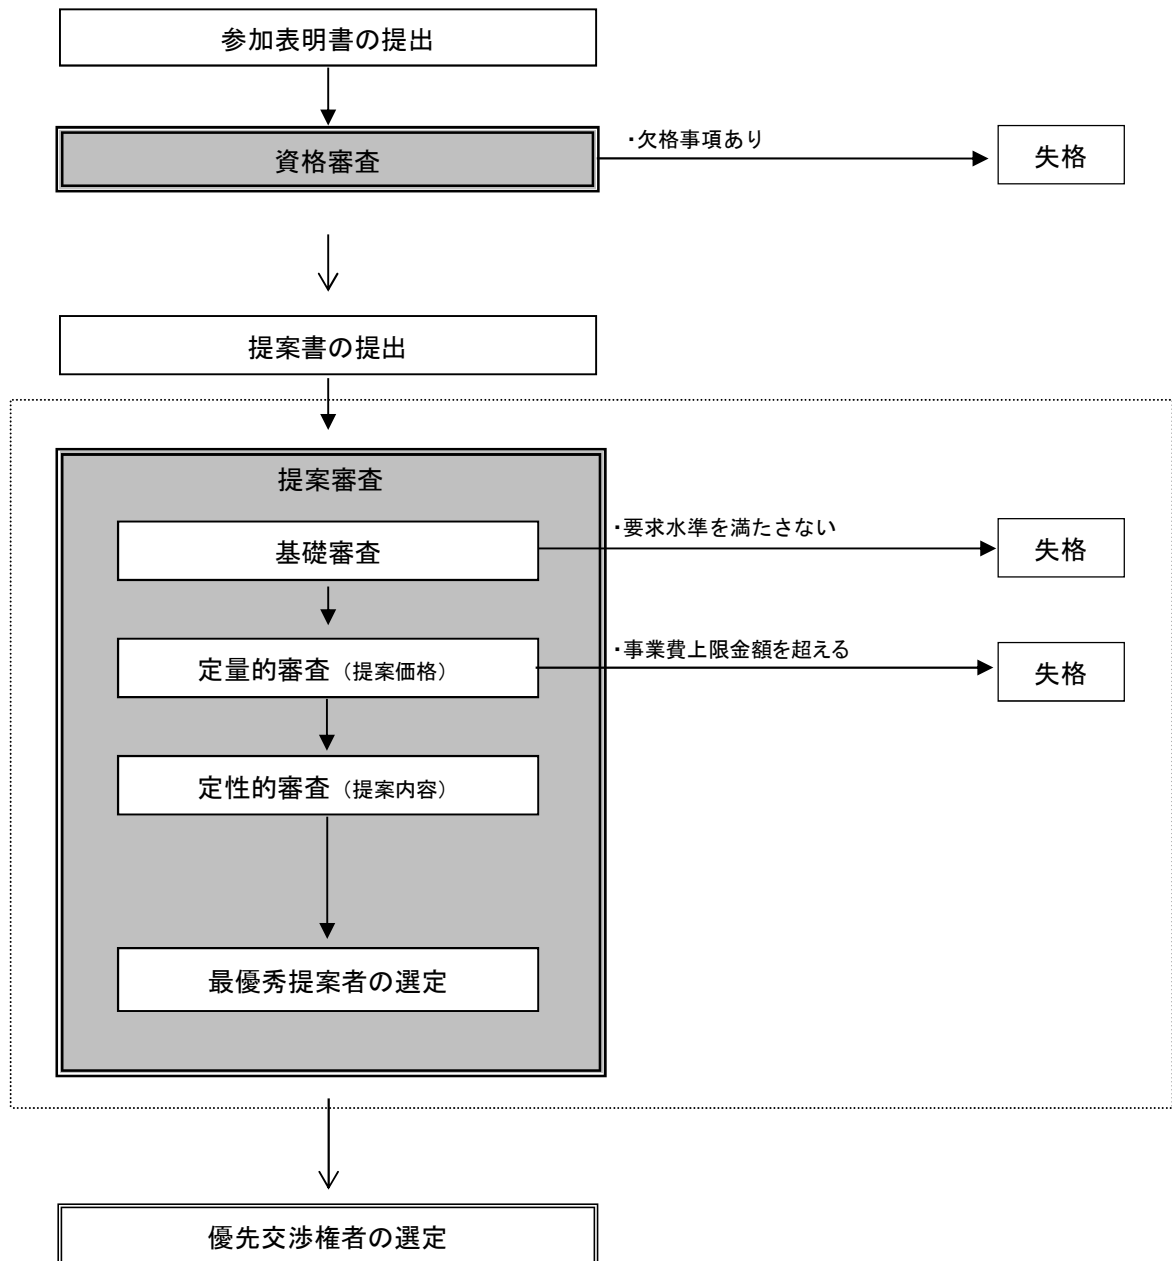 参加表明書の提出
資格審査
・欠格事項あり
失格
提案書の提出
提案審査
基礎審査
・要求水準を満たさない
失格
定量的審査（提案価格）
・事業費上限金額を超える
失格
定性的審査（提案内容）
最優秀提案者の選定
優先交渉権者の選定